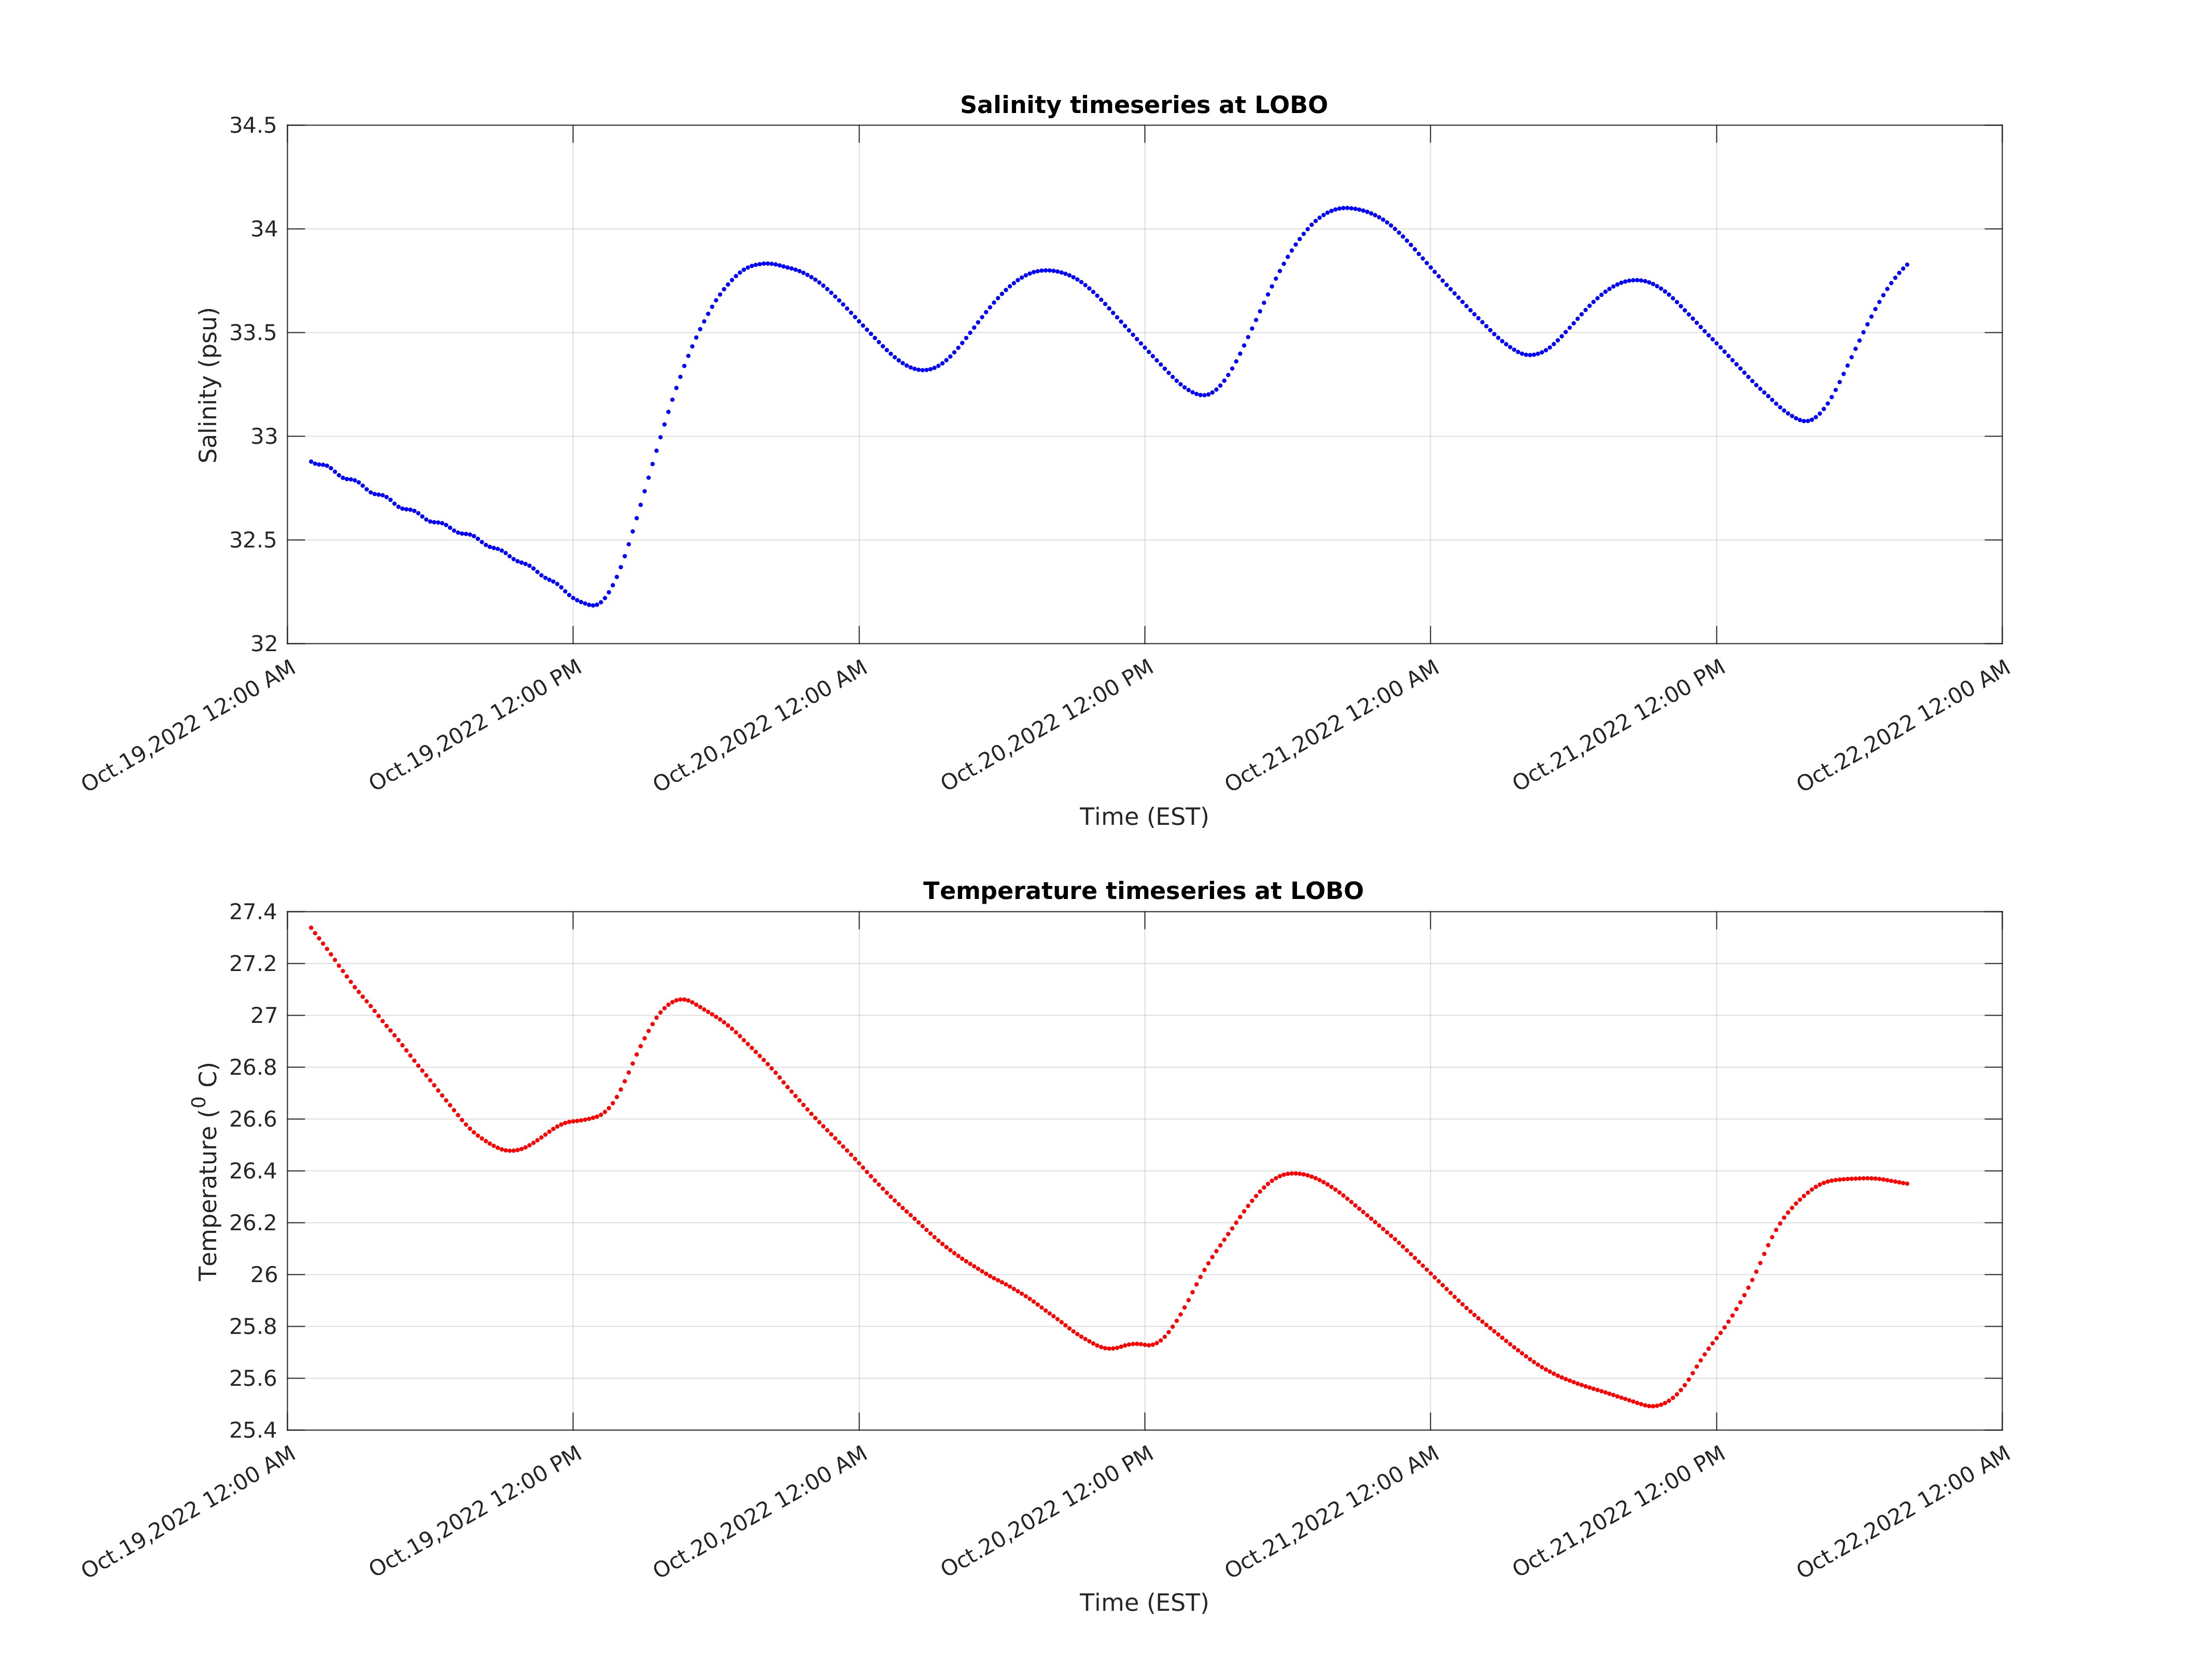 Salinity timeseries at LOBO
34.5
34
33.5
33
32.5
32
Salinity (psu)
Oct.19,2022 12:00 AM
Oct.19,2022 12:00 PM
Oct.20,2022 12:00 AM
Oct.20,2022 12:00 PM
Oct.21,2022 12:00 AM
Oct.21,2022 12:00 PM
Oct.22,2022 12:00 AM
Time (EST)
Temperature timeseries at LOBO
27.4
27.2
27
26.8
26.6
26.4
26.2
26
25.8
25.6
25.4
Temperature (⁰ C)
Oct.19,2022 12:00 AM
Oct.19,2022 12:00 PM
Oct.20,2022 12:00 AM
Oct.20,2022 12:00 PM
Oct.21,2022 12:00 AM
Oct.21,2022 12:00 PM
Oct.22,2022 12:00 AM
Time (EST)